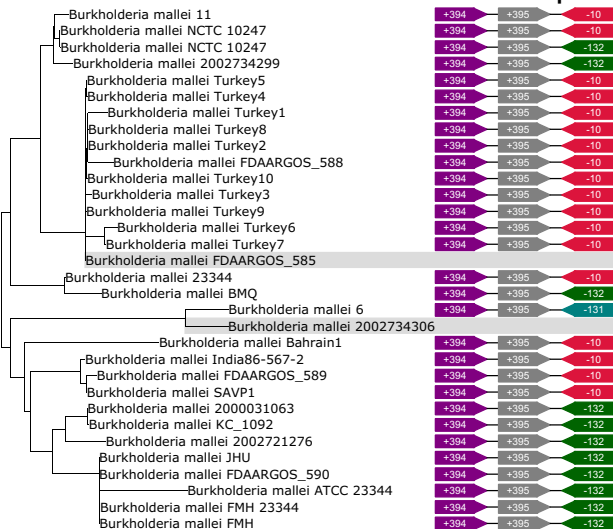 Burkholderia mallei 11 +394 +395 -10
Burkholderia mallei NCTC 10247 +394 +395 -10
Burkholderia mallei NCTC 10247 +394 +395 -132
Burkholderia mallei 2002734299 +394 +395 -132
Burkholderia mallei Turkey5 +394 +395 -10
Burkholderia mallei Turkey4 +394 +395 -10
Burkholderia mallei Turkey1 +394 +395 -10
Burkholderia mallei Turkey8 +394 +395 -10
Burkholderia mallei Turkey2 +394 +395 -10
Burkholderia mallei FDAARGOS_588 +394 +395 -10
Burkholderia mallei Turkey10 +394 +395 -10
Burkholderia mallei Turkey3 +394 +395 -10
Burkholderia mallei Turkey9 +394 +395 -10
Burkholderia mallei Turkey6 +394 +395 -10
Burkholderia mallei Turkey7 +394 +395 -10
Burkholderia mallei FDAARGOS_585
Burkholderia mallei 23344 +394 +395 -10
Burkholderia mallei BMQ +394 +395 -132
Burkholderia mallei 6 +394 +395 -131
Burkholderia mallei 2002734306
Burkholderia mallei Bahrain1 +394 +395 -10
Burkholderia mallei India86-567-2 +394 +395 -10
Burkholderia mallei FDAARGOS_589 +394 +395 -10
Burkholderia mallei SAVP1 +394 +395 -10
Burkholderia mallei 2000031063 +394 +395 -132
Burkholderia mallei KC_1092 +394 +395 -132
Burkholderia mallei 2002721276 +394 +395 -132
Burkholderia mallei JHU +394 +395 -132
Burkholderia mallei FDAARGOS_590 +394 +395 -132
Burkholderia mallei ATCC 23344 +394 +395 -132
Burkholderia mallei FMH 23344 +394 +395 -132
Burkholderia mallei FMH +394 +395 -132